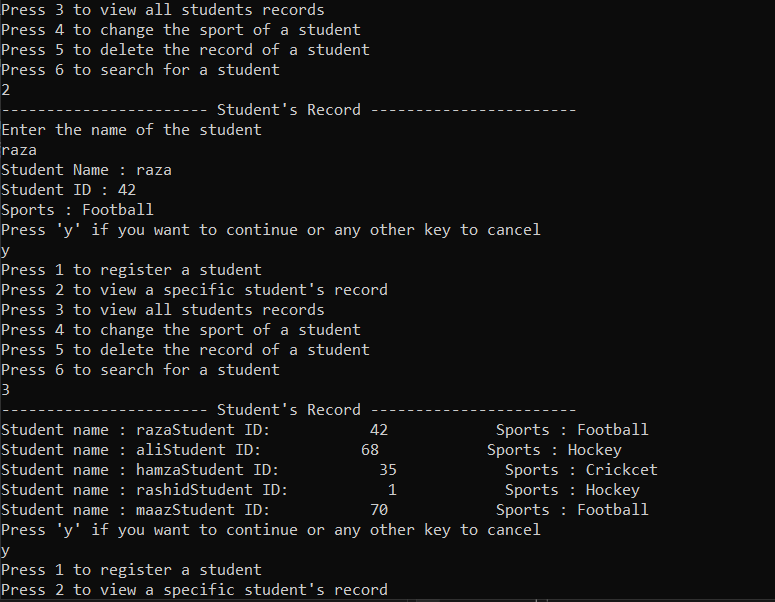 Press 3 to view all students records
Press 4 to change the sport of a student
Press 5 to delete the record of a student
Press 6 to search for a student
2
----------------------- Student's Record -----------------------
Enter the name of the student
raza
Student Name : raza
Student ID : 42
Sports : Football
Press 'y' if you want to continue or any other key to cancel
y
Press 1 to register a student
Press 2 to view a specific student's record
Press 3 to view all students records
Press 4 to change the sport of a student
Press 5 to delete the record of a student
Press 6 to search for a student
3
----------------------- Student's Record -----------------------
Student name : razaStudent ID:           42            Sports : Football
Student name : aliStudent ID:           68            Sports : Hockey
Student name : hamzaStudent ID:           35            Sports : Crickcet
Student name : rashidStudent ID:           1            Sports : Hockey
Student name : maazStudent ID:           70            Sports : Football
Press 'y' if you want to continue or any other key to cancel
y
Press 1 to register a student
Press 2 to view a specific student's record